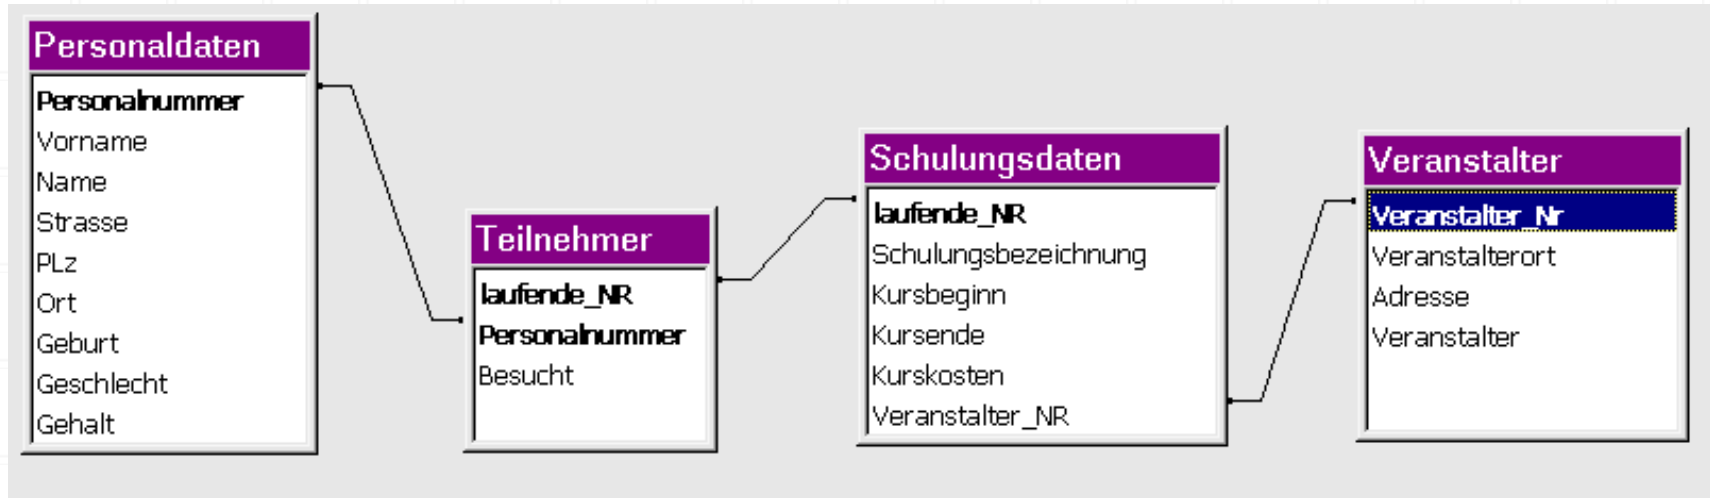 Personaldaten
Personalnummer
Vorname
Name
Strasse
PLz
Ort
Geburt
Geschlecht
Gehalt
Teilnehmer
laufende_NR
Personalnummer
Besucht
Schulungsdaten
laufende_NR
Schulungsbezeichnung
Kursbeginn
Kursende
Kurskosten
Veranstalter_NR
Veranstalter
Veranstalter_Nr
Veranstalterort
Adresse
Veranstalter